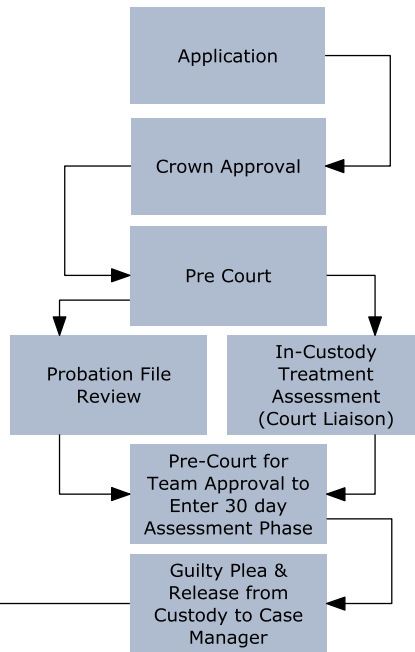 Application
Crown Approval
Pre Court
Probation File
Review
In-Custody
Treatment
Assessment
(Court Liaison)
Pre-Court for
Team Approval to
Enter 30 day
Assessment Phase
Guilty Plea &
Release from
Custody to Case
Manager